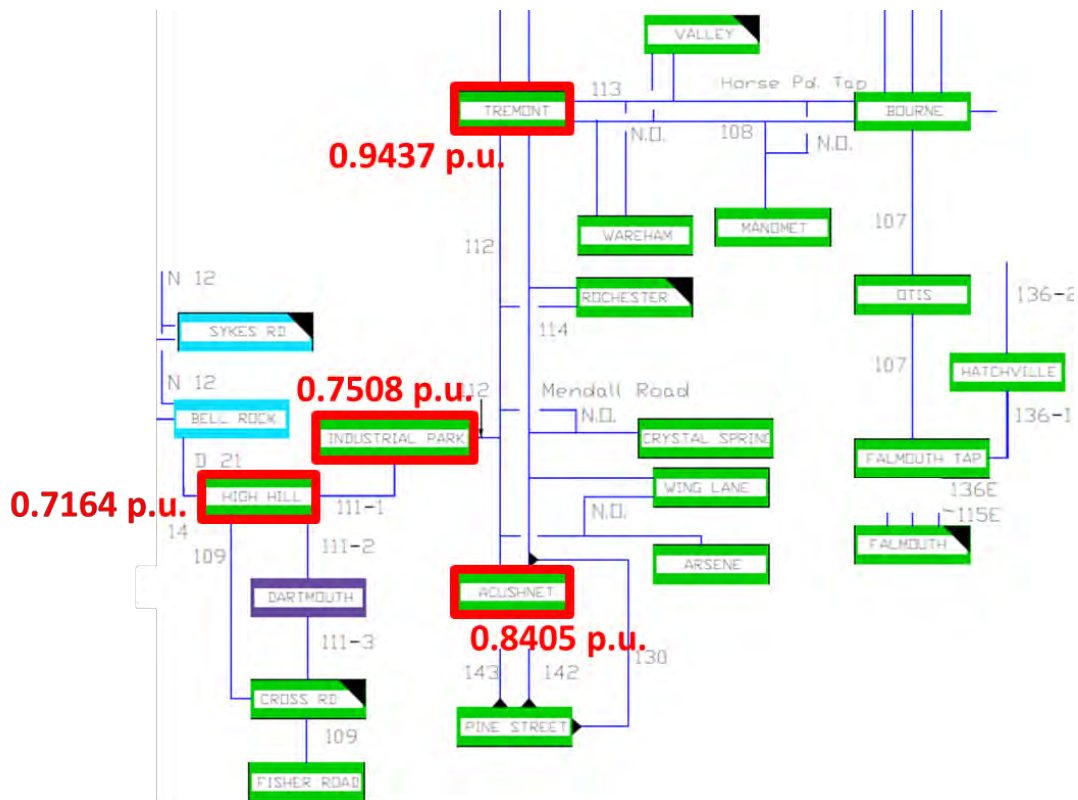 VALLEY
113
Horse Pd. Tap
TREMONT
BOURNE
N.O.
108
N.O.
0.9437 p.u.
WAREHAM
MANOMET
107
112
N 12
ROCHESTER
OTIS
136-2
SYKES RD
114
107
HATCHVILLE
N 12
0.7508 p.u.
112
Mendall Road
136-1
BELL ROCK
N.O.
INDUSTRIAL PARK
CRYSTAL SPRING
FALMOUTH TAP
D 21
WING LANE
136E
HIGH HILL
111-1
0.7164 p.u.
N.O.
115E
14
111-2
FALMOUTH
109
ARSENE
DARTMOUTH
ACUSHNET
0.8405 p.u.
111-3
130
143
142
CROSS RD
PINE STREET
109
FISHER ROAD